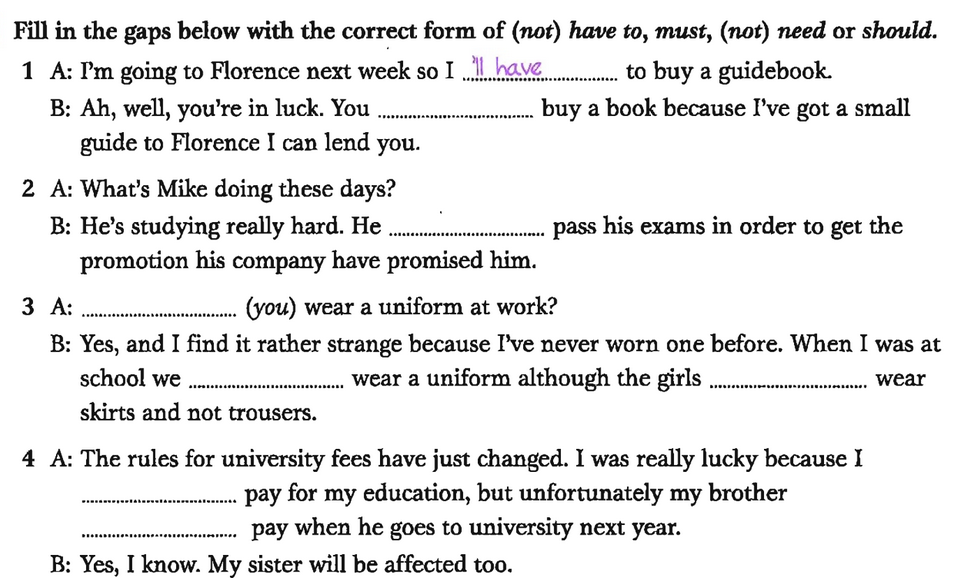 Fill in the gaps below with the correct form of (not) have to, must, (not) need or should.
1 A: I'm going to Florence next week so I ..'ll have............... to buy a guidebook.
B: Ah, well, you're in luck. You .................................. buy a book because I've got a small
guide to Florence I can lend you.
2 A: What's Mike doing these days?
B: He's studying really hard. He .................................. pass his exams in order to get the
promotion his company have promised him.
3 A: .................................. (you) wear a uniform at work?
B: Yes, and I find it rather strange because I've never worn one before. When I was at
school we .................................. wear a uniform although the girls .................................. wear
skirts and not trousers.
4 A: The rules for university fees have just changed. I was really lucky because I
.................................. pay for my education, but unfortunately my brother
.................................. pay when he goes to university next year.
B: Yes, I know. My sister will be affected too.